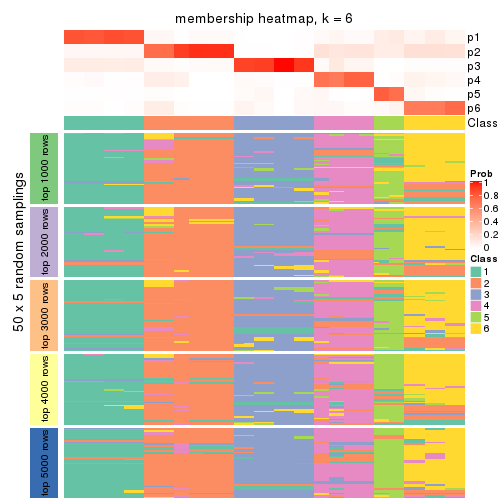 membership heatmap, k = 6
p1
p2
p3
p4
p5
p6
Class
50 x 5 random samplings
top 1000 rows
top 2000 rows
top 3000 rows
top 4000 rows
top 5000 rows
Prob
1
0.8
0.6
0.4
0.2
0
Class
1
2
3
4
5
6